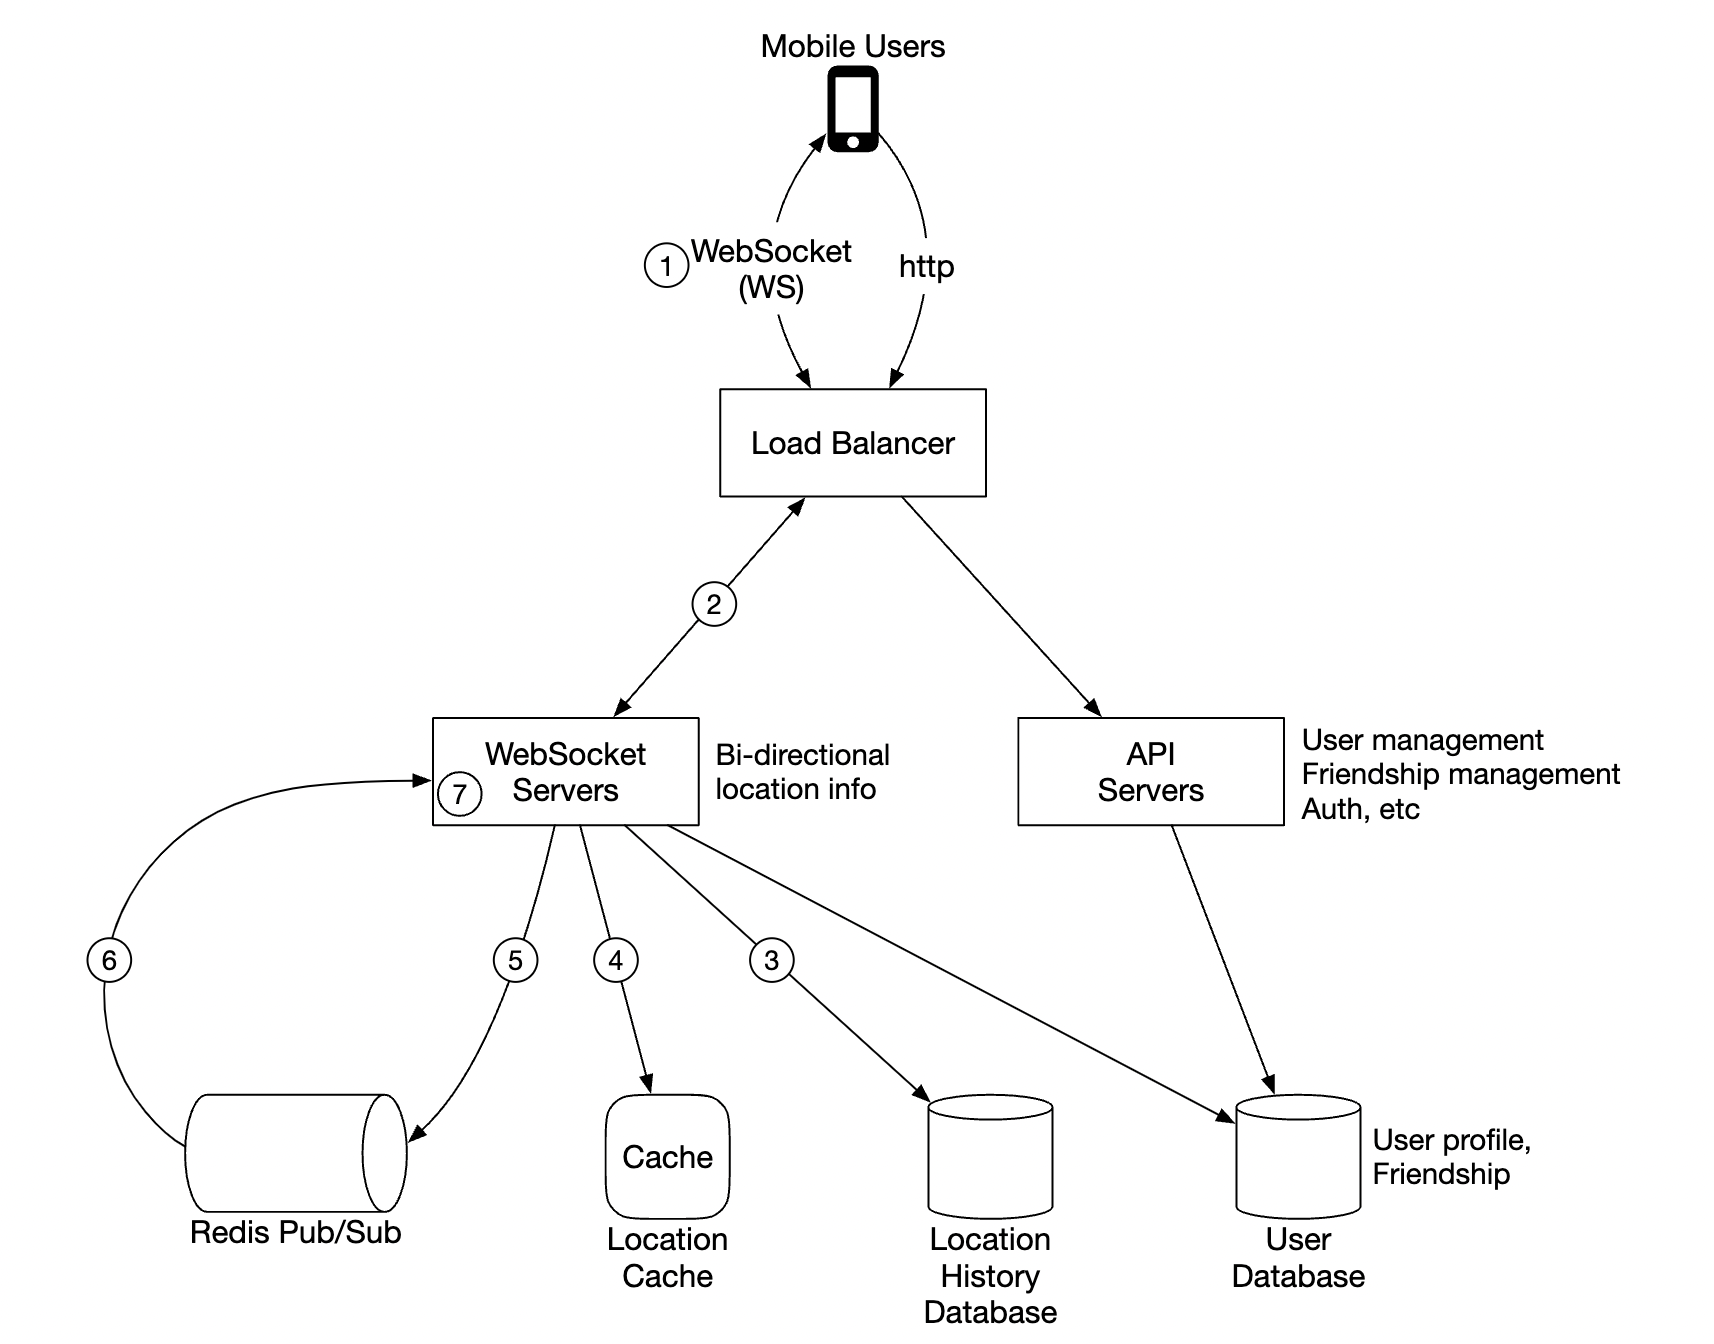 Mobile Users
1
WebSocket
(WS)
http
Load Balancer
2
WebSocket
Servers
7
Bi-directional
location info
API
Servers
User management
Friendship management
Auth, etc
6
5
4
3
Redis Pub/Sub
Cache
Location
Cache
Location
History
Database
User
Database
User profile,
Friendship